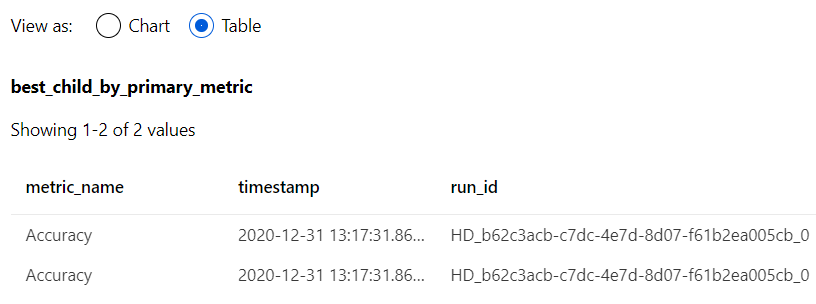 View as: Chart Table
best_child_by_primary_metric
Showing 1-2 of 2 values
metric_name timestamp run_id
Accuracy 2020-12-31 13:17:31.86... HD_b62c3acb-c7dc-4e7d-8d07-f61b2ea005cb_0
Accuracy 2020-12-31 13:17:31.86... HD_b62c3acb-c7dc-4e7d-8d07-f61b2ea005cb_0